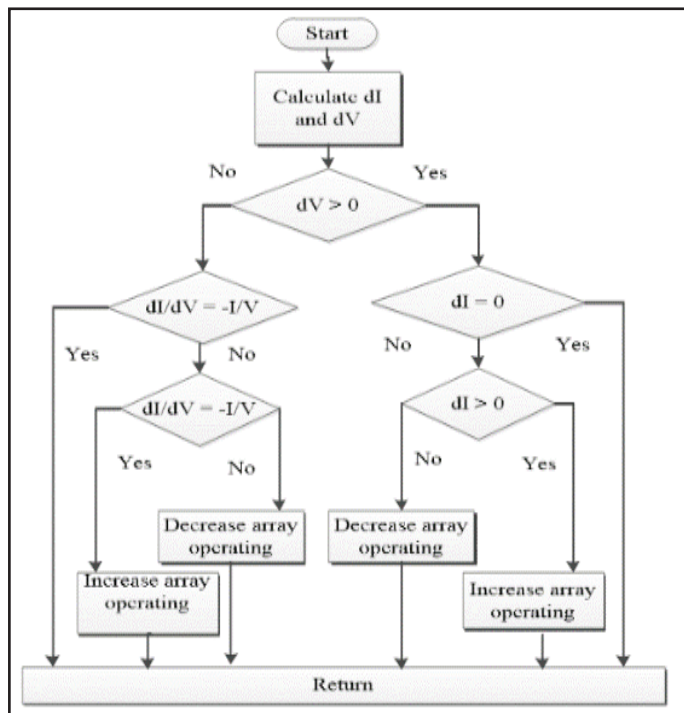 Start
Calculate dI
and dV
No
Yes
dV > 0
dI/dV = -I/V
dI = 0
Yes
No
No
Yes
dI/dV = -I/V
dI > 0
Yes
No
No
Yes
Decrease array
operating
Decrease array
operating
Increase array
operating
Increase array
operating
Return